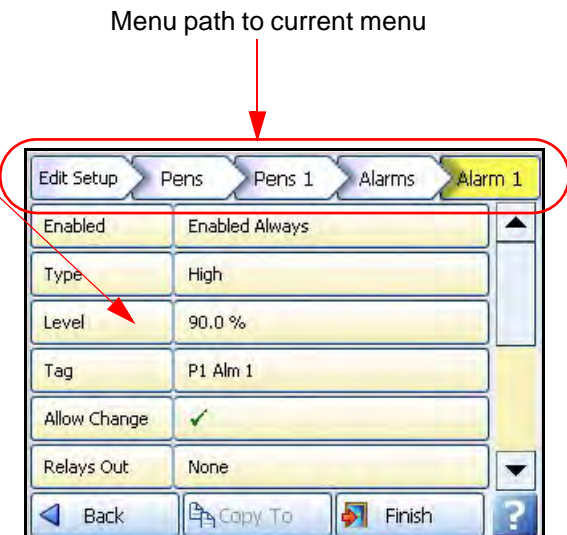 Menu path to current menu
Edit Setup Pens Pens 1 Alarms Alarm 1
Enabled Enabled Always
Type High
Level 90.0 %
Tag P1 Alm 1
Allow Change ✓
Relays Out None
Back Copy To Finish ?